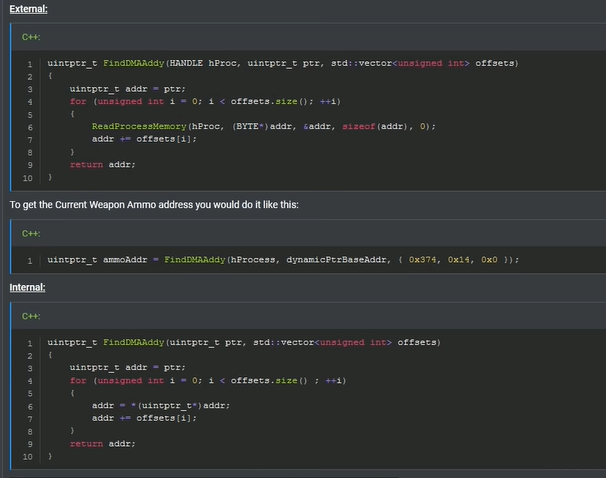 External:
C++:
1 uintptr_t FindDMAAddy(HANDLE hProc, uintptr_t ptr, std::vector<unsigned int> offsets)
2 {
3     uintptr_t addr = ptr;
4     for (unsigned int i = 0; i < offsets.size(); ++i)
5     {
6         ReadProcessMemory(hProc, (BYTE*)addr, &addr, sizeof(addr), 0);
7         addr += offsets[i];
8     }
9     return addr;
10 }
To get the Current Weapon Ammo address you would do it like this:
C++:
1 uintptr_t ammoAddr = FindDMAAddy(hProcess, dynamicPtrBaseAddr, { 0x374, 0x14, 0x0 });
Internal:
C++:
1 uintptr_t FindDMAAddy(uintptr_t ptr, std::vector<unsigned int> offsets)
2 {
3     uintptr_t addr = ptr;
4     for (unsigned int i = 0; i < offsets.size() ; ++i)
5     {
6         addr = *(uintptr_t*)addr;
7         addr += offsets[i];
8     }
9     return addr;
10 }